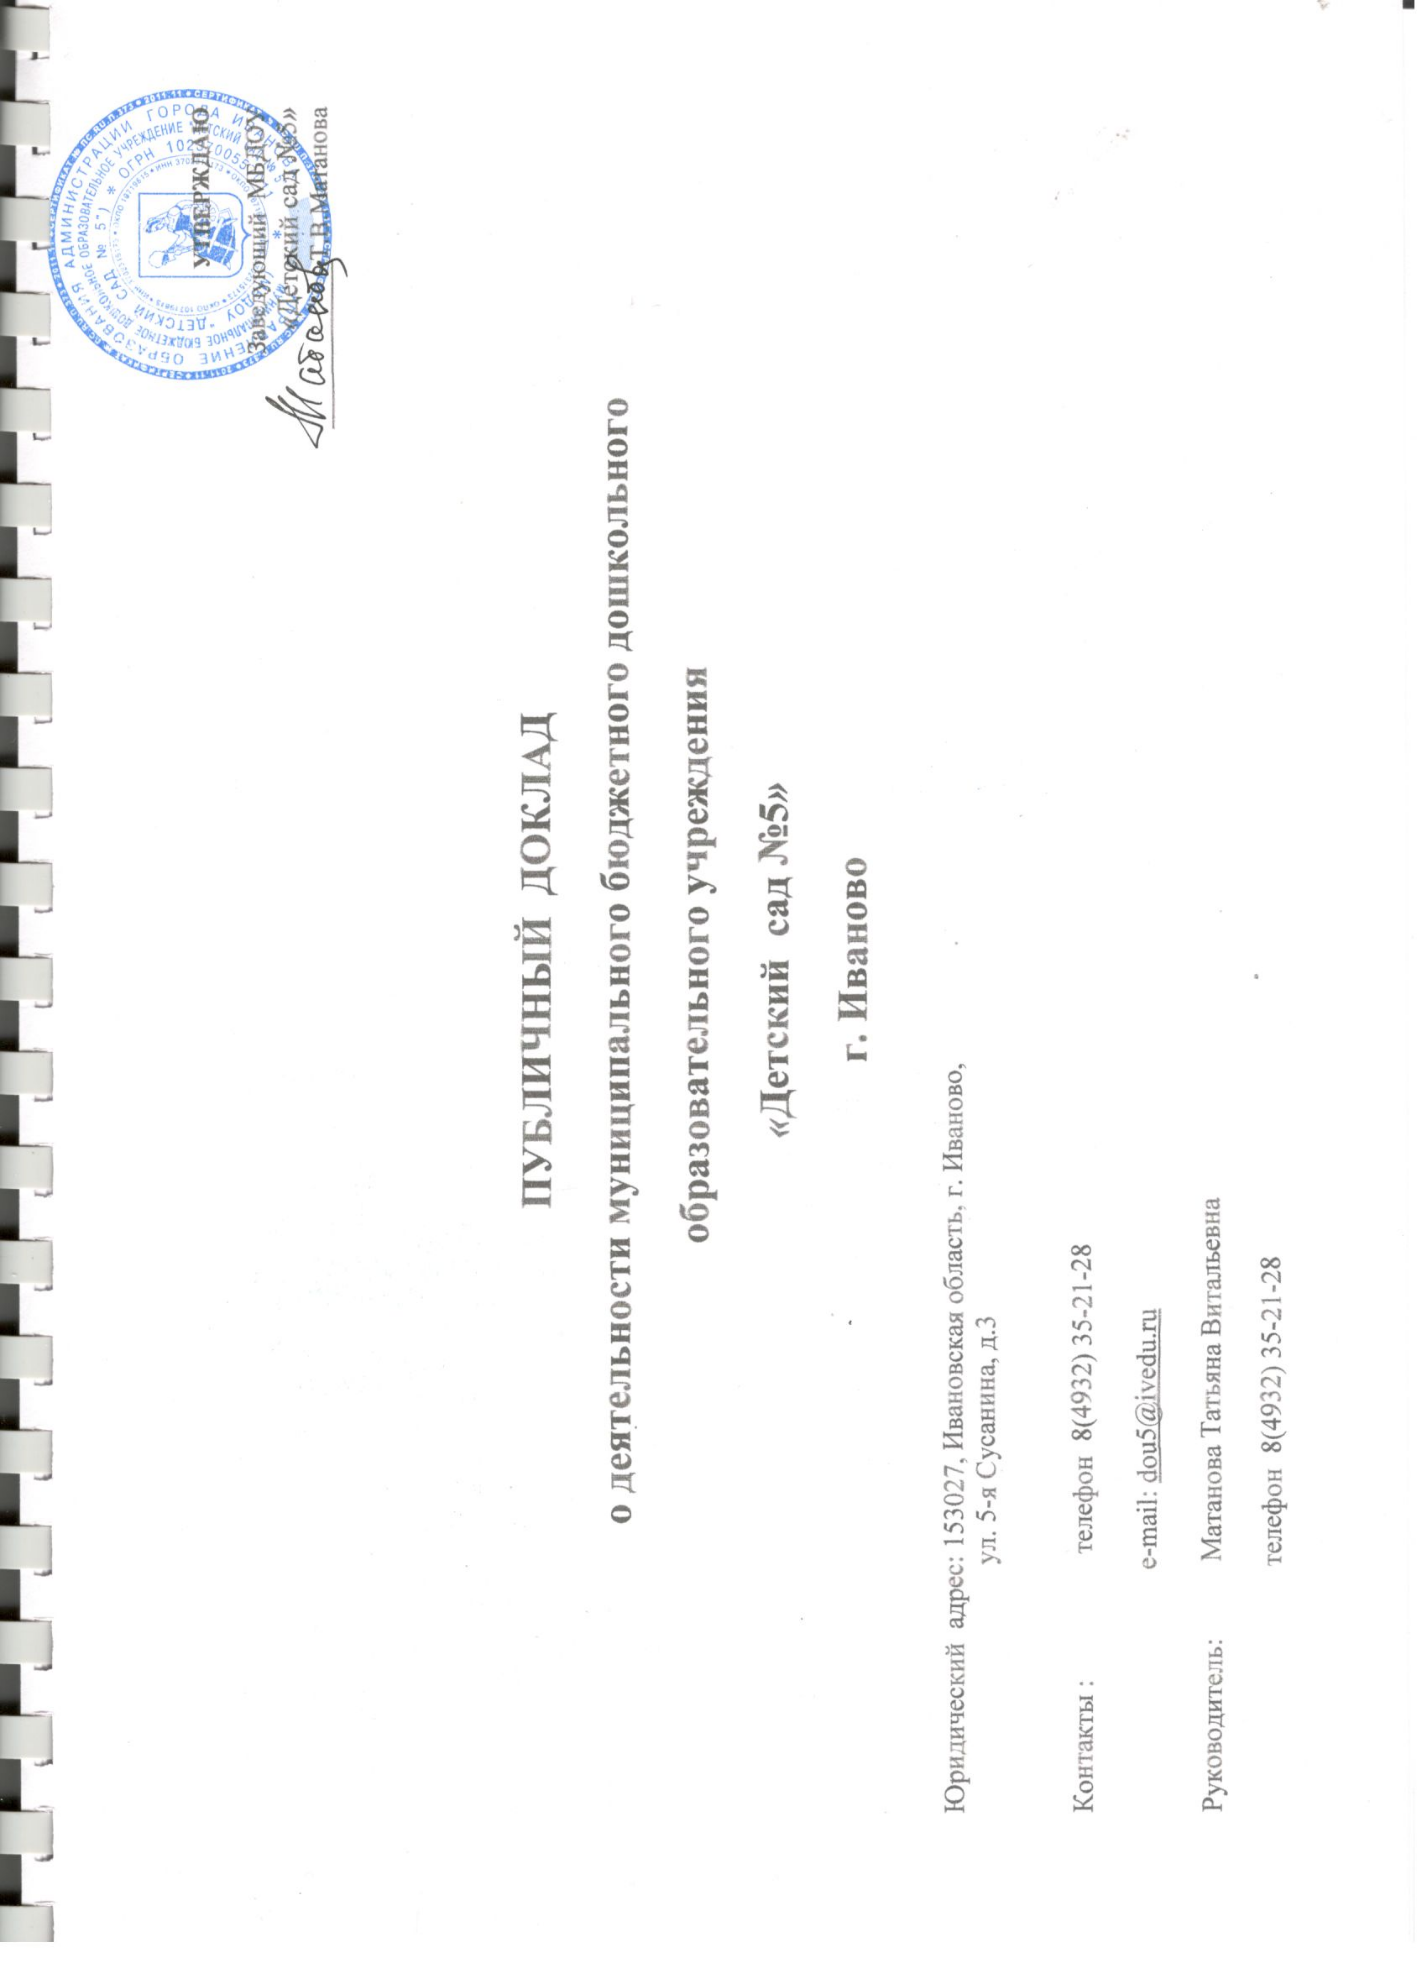 УТВЕРЖДАЮ
Заведующий МБДОУ
«Детский сад №5»
Т.В.Матанова
ПУБЛИЧНЫЙ ДОКЛАД
о деятельности муниципального бюджетного дошкольного
образовательного учреждения
«Детский сад №5»
г. Иваново
Юридический адрес: 153027, Ивановская область, г. Иваново,
ул. 5-я Сусанина, д.3
Контакты : телефон 8(4932) 35-21-28
e-mail: dou5@ivedu.ru
Руководитель: Матанова Татьяна Витальевна
телефон 8(4932) 35-21-28